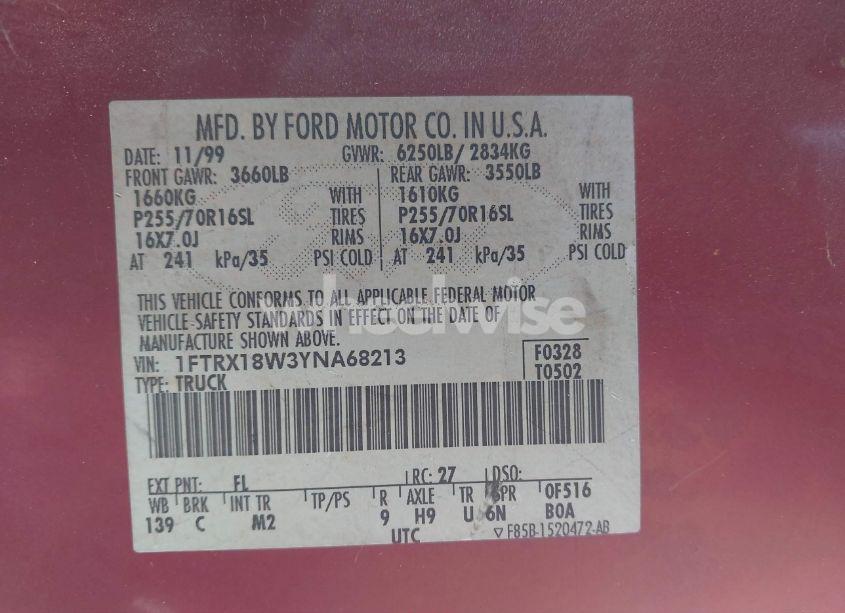 MFD. BY FORD MOTOR CO. IN U.S.A.
DATE: 11/99 GVWR: 6250LB/ 2834KG
FRONT GAWR: 3660LB REAR GAWR: 3550LB
1660KG WITH 1610KG WITH
P255/70R16SL TIRES P255/70R16SL TIRES
16X7.0J RIMS 16X7.0J RIMS
AT 241 kPa/35 PSI COLD AT 241 kPa/35 PSI COLD
THIS VEHICLE CONFORMS TO ALL APPLICABLE FEDERAL MOTOR
VEHICLE-SAFETY STANDARDS IN EFFECT ON THE DATE OF
MANUFACTURE SHOWN ABOVE.
VIN: 1FTRX18W3YNA68213 F0328
TYPE: TRUCK T0502
EXT PNT: FL RC: 27 DSO:
WB BRK INT TR TP/PS R AXLE TR SPR 0F516
139 C M2 9 H9 U 6N B0A
UTC ▽ F85B-1520472-AB
wheelwise